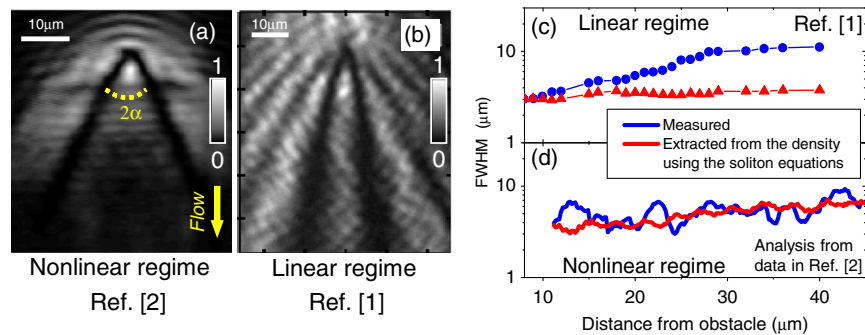 10μm
(a)
1
0
2α
Flow
Nonlinear regime
Ref. [2]
10μm
(b)
1
0
Linear regime
Ref. [1]
(c)
Linear regime
Ref. [1]
10
1
Measured
Extracted from the density
using the soliton equations
(d)
10
1
Nonlinear regime
Analysis from
data in Ref. [2]
FWHM (μm)
10
20
30
40
Distance from obstacle (μm)